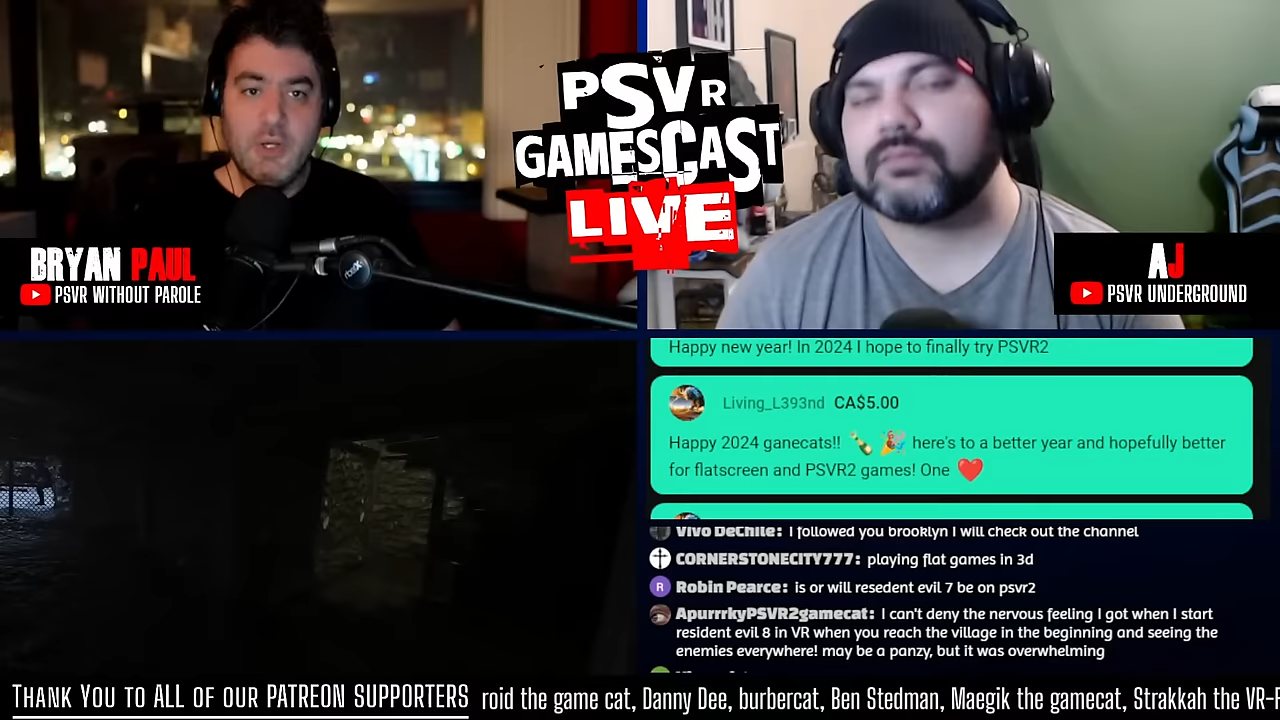 PSVR
GAMESCAST
LIVE
BRYAN PAUL
PSVR WITHOUT PAROLE
AJ
PSVR UNDERGROUND
Happy new year! In 2024 I hope to finally try PSVR2
Living_L393nd CA$5.00
Happy 2024 ganecats!! 🍾 🎉 here's to a better year and hopefully better
for flatscreen and PSVR2 games! One ❤️
Vivo DeChile: I followed you brooklyn I will check out the channel
CORNERSTONECITY777: playing flat games in 3d
R Robin Pearce: is or will resedent evil 7 be on psvr2
ApurrrkyPSVR2gamecat: I can't deny the nervous feeling I got when I start
resident evil 8 in VR when you reach the village in the beginning and seeing the
enemies everywhere! may be a panzy, but it was overwhelming
THANK YOU TO ALL OF OUR PATREON SUPPORTERS roid the game cat, Danny Dee, burbercat, Ben Stedman, Maegik the gamecat, Strakkah the VR-